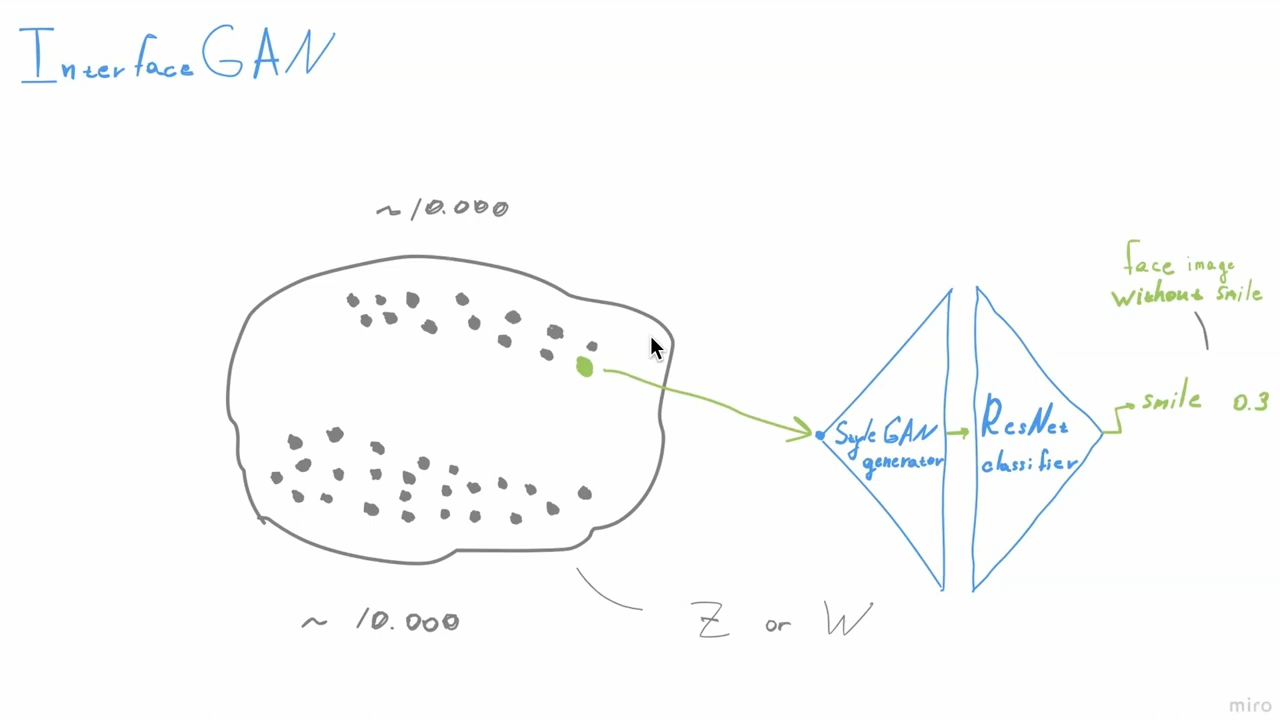 InterfaceGAN
~10.000
face image
without smile
smile 0.3
StyleGAN
generator
ResNet
classifier
~ 10.000
Z or W
miro